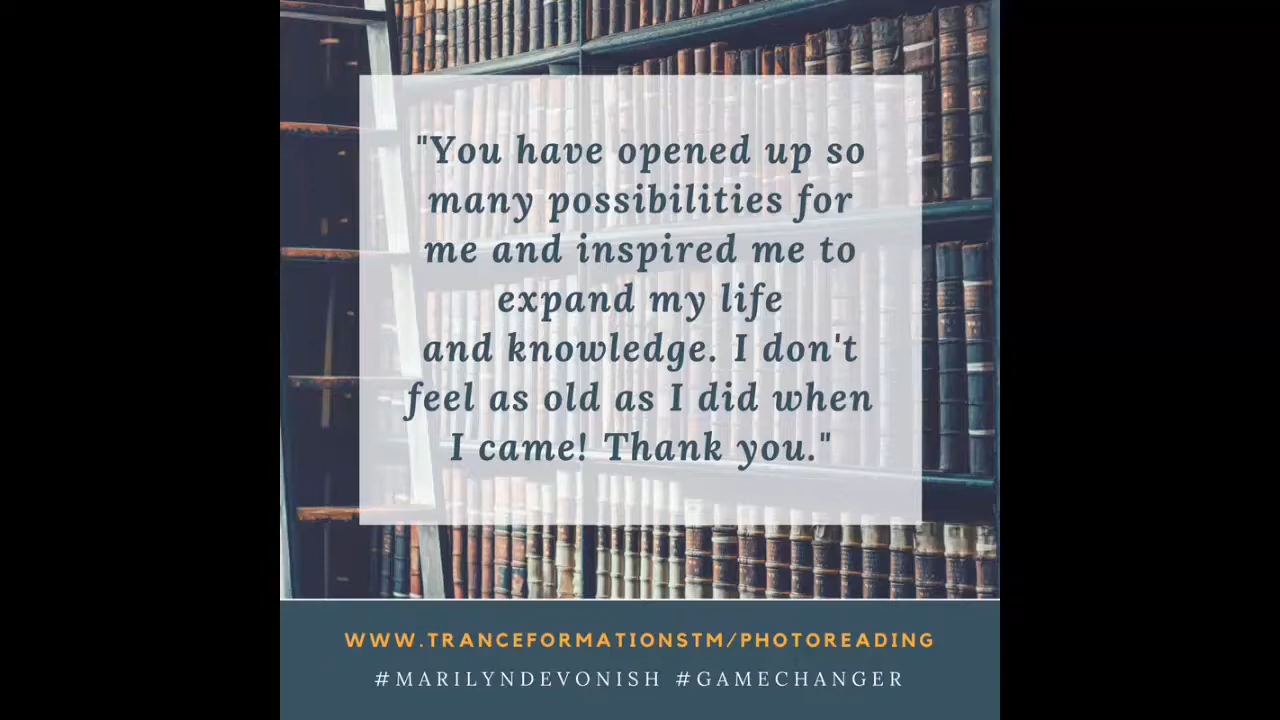 "You have opened up so
many possibilities for
me and inspired me to
expand my life
and knowledge. I don't
feel as old as I did when
I came! Thank you."
WWW.TRANCEFORMATIONSTM/PHOTOREADING
#MARILYNDEVONISH #GAMECHANGER